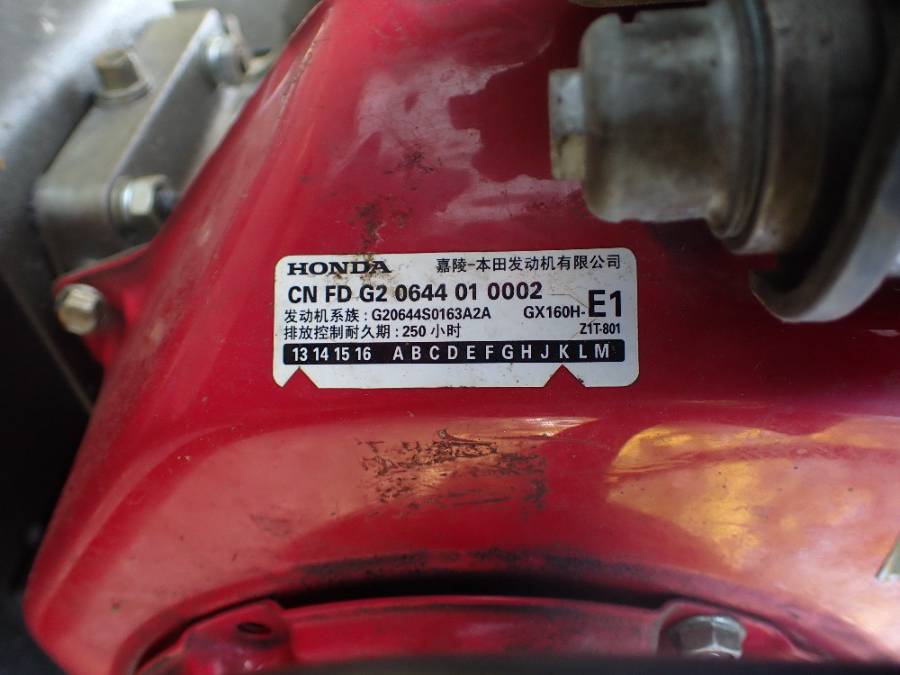 HONDA 嘉陵-本田发动机有限公司
CN FD G2 0644 01 0002
发动机系族：G20644S0163A2A GX160H-E1
排放控制耐久期：250 小时 Z1T-801
13 14 15 16 A B C D E F G H J K L M